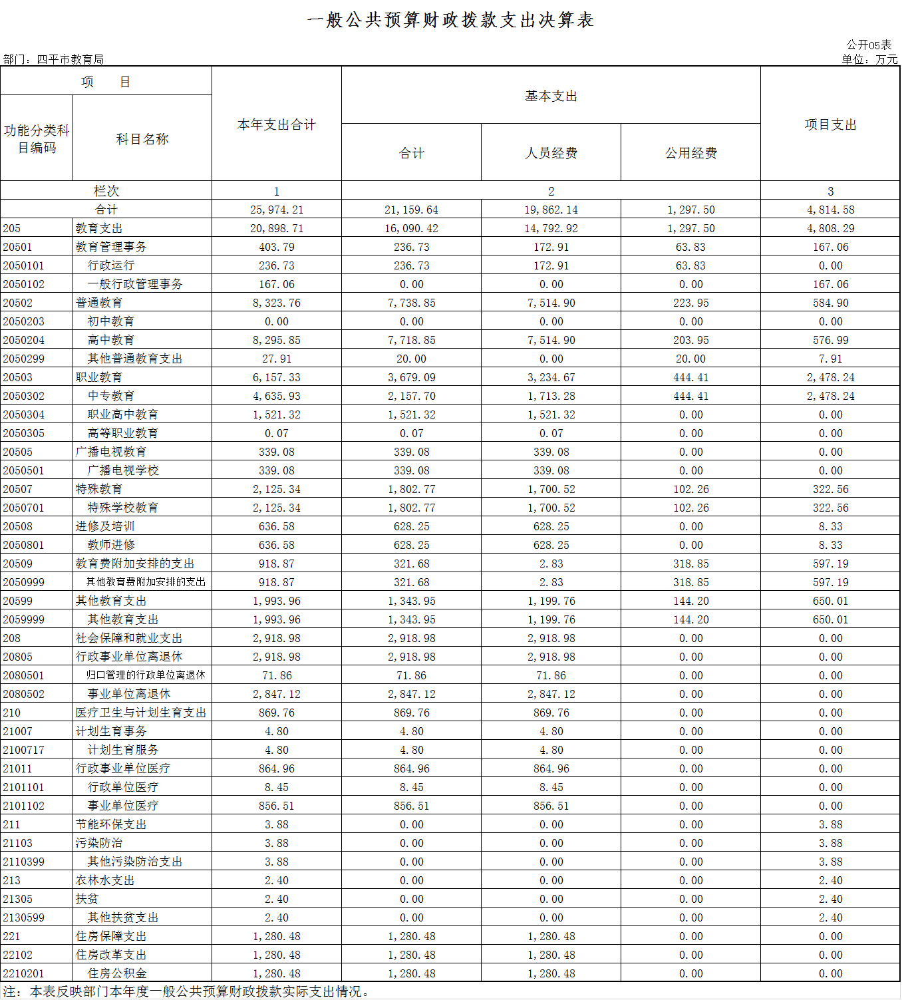 一般公共预算财政拨款支出决算表
公开05表
部门：四平市教育局 单位：万元
项 目 本年支出合计 基本支出 项目支出
功能分类科目编码 科目名称 合计 人员经费 公用经费
栏次 1 2 3
合计 25,974.21 21,159.64 19,862.14 1,297.50 4,814.58
205 教育支出 20,898.71 16,090.42 14,792.92 1,297.50 4,808.29
20501 教育管理事务 403.79 236.73 172.91 63.83 167.06
2050101 行政运行 236.73 236.73 172.91 63.83 0.00
2050102 一般行政管理事务 167.06 0.00 0.00 0.00 167.06
20502 普通教育 8,323.76 7,738.85 7,514.90 223.95 584.90
2050203 初中教育 0.00 0.00 0.00 0.00 0.00
2050204 高中教育 8,295.85 7,718.85 7,514.90 203.95 576.99
2050299 其他普通教育支出 27.91 20.00 0.00 20.00 7.91
20503 职业教育 6,157.33 3,679.09 3,234.67 444.41 2,478.24
2050302 中专教育 4,635.93 2,157.70 1,713.28 444.41 2,478.24
2050304 职业高中教育 1,521.32 1,521.32 1,521.32 0.00 0.00
2050305 高等职业教育 0.07 0.07 0.07 0.00 0.00
20505 广播电视教育 339.08 339.08 339.08 0.00 0.00
2050501 广播电视学校 339.08 339.08 339.08 0.00 0.00
20507 特殊教育 2,125.34 1,802.77 1,700.52 102.26 322.56
2050701 特殊学校教育 2,125.34 1,802.77 1,700.52 102.26 322.56
20508 进修及培训 636.58 628.25 628.25 0.00 8.33
2050801 教师进修 636.58 628.25 628.25 0.00 8.33
20509 教育费附加安排的支出 918.87 321.68 2.83 318.85 597.19
2050999 其他教育费附加安排的支出 918.87 321.68 2.83 318.85 597.19
20599 其他教育支出 1,993.96 1,343.95 1,199.76 144.20 650.01
2059999 其他教育支出 1,993.96 1,343.95 1,199.76 144.20 650.01
208 社会保障和就业支出 2,918.98 2,918.98 2,918.98 0.00 0.00
20805 行政事业单位离退休 2,918.98 2,918.98 2,918.98 0.00 0.00
2080501 归口管理的行政单位离退休 71.86 71.86 71.86 0.00 0.00
2080502 事业单位离退休 2,847.12 2,847.12 2,847.12 0.00 0.00
210 医疗卫生与计划生育支出 869.76 869.76 869.76 0.00 0.00
21007 计划生育事务 4.80 4.80 4.80 0.00 0.00
2100717 计划生育服务 4.80 4.80 4.80 0.00 0.00
21011 行政事业单位医疗 864.96 864.96 864.96 0.00 0.00
2101101 行政单位医疗 8.45 8.45 8.45 0.00 0.00
2101102 事业单位医疗 856.51 856.51 856.51 0.00 0.00
211 节能环保支出 3.88 0.00 0.00 0.00 3.88
21103 污染防治 3.88 0.00 0.00 0.00 3.88
2110399 其他污染防治支出 3.88 0.00 0.00 0.00 3.88
213 农林水支出 2.40 0.00 0.00 0.00 2.40
21305 扶贫 2.40 0.00 0.00 0.00 2.40
2130599 其他扶贫支出 2.40 0.00 0.00 0.00 2.40
221 住房保障支出 1,280.48 1,280.48 1,280.48 0.00 0.00
22102 住房改革支出 1,280.48 1,280.48 1,280.48 0.00 0.00
2210201 住房公积金 1,280.48 1,280.48 1,280.48 0.00 0.00
注：本表反映部门本年度一般公共预算财政拨款实际支出情况。